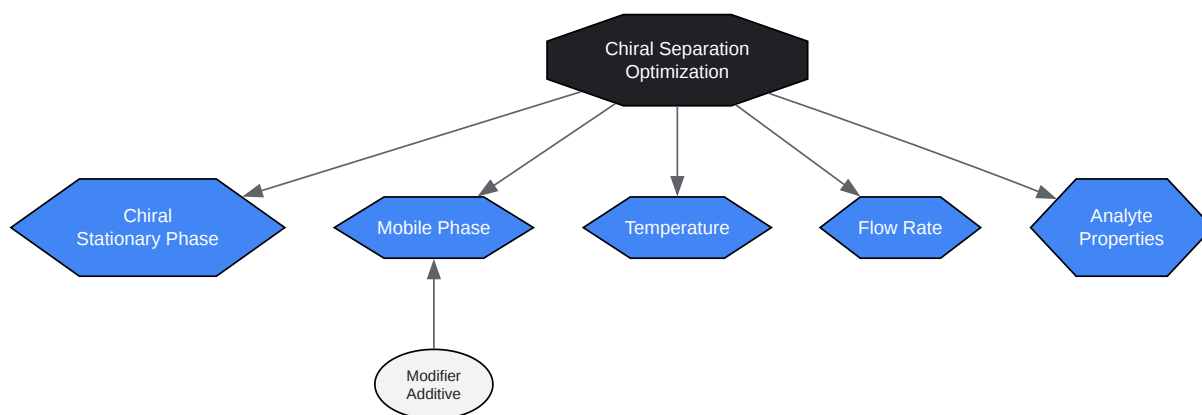 Chiral Separation
Optimization
Chiral
Stationary Phase
Mobile Phase
Temperature
Flow Rate
Analyte
Properties
Modifier
Additive